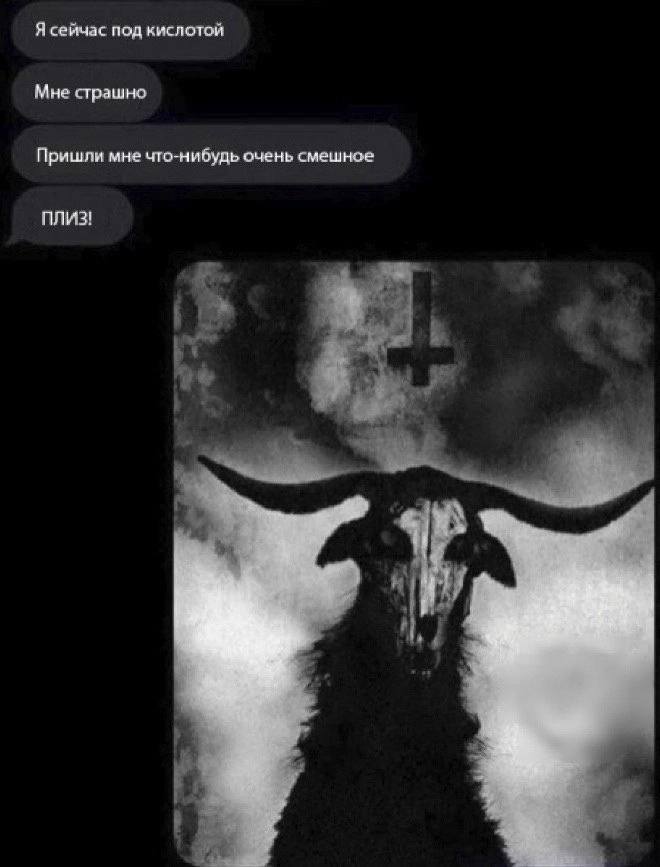 Я сейчас под кислотой
Мне страшно
Пришли мне что-нибудь очень смешное
ПЛИЗ!